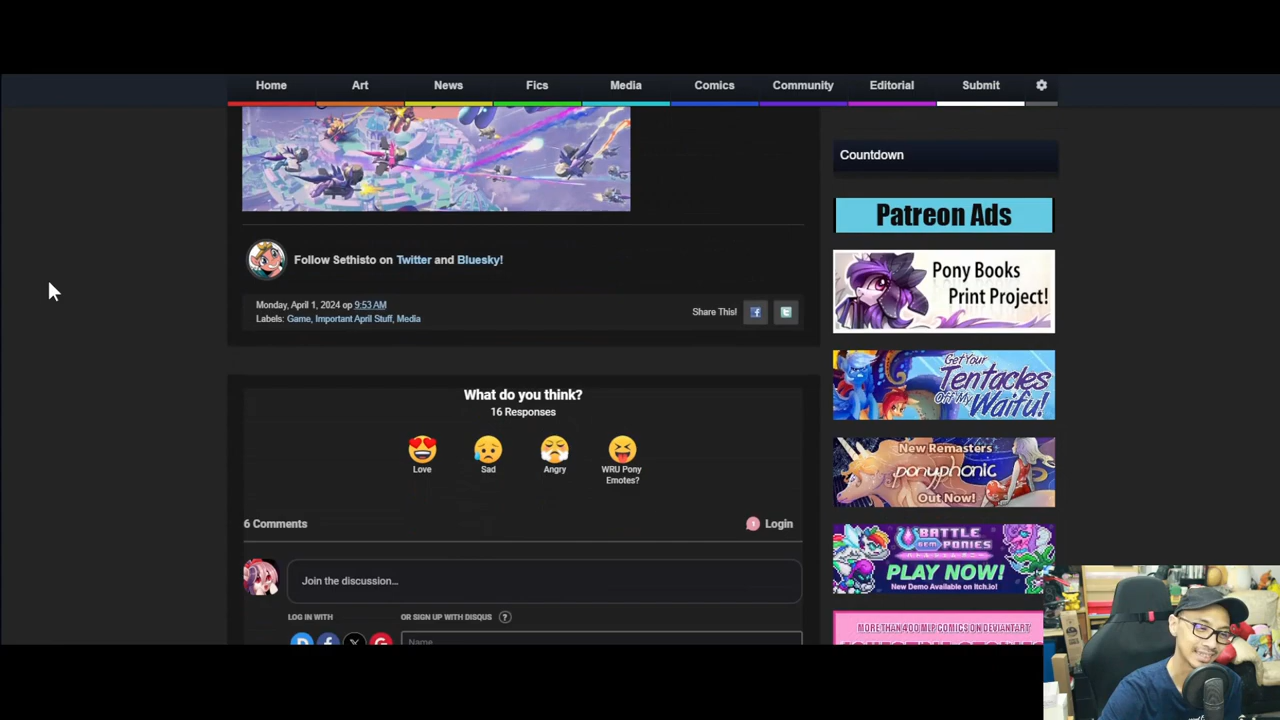 Home Art News Fics Media Comics Community Editorial Submit
Countdown
Patreon Ads
Pony Books
Print Project!
Follow Sethisto on Twitter and Bluesky!
Monday, April 1, 2024 op 9:53 AM
Labels: Game, Important April Stuff, Media
Share This!
Get Your
Tentacles
Off My
Waifu!
What do you think?
16 Responses
Love
Sad
Angry
WRU Pony
Emotes?
New Remasters
ponyphonic
Out Now!
6 Comments
1 Login
BATTLE
GEM PONIES
PLAY NOW!
New Demo Available on Itch.io!
Join the discussion...
LOG IN WITH
OR SIGN UP WITH DISQUS ?
Name
MORE THAN 400 MLP COMICS ON DEVIANTART